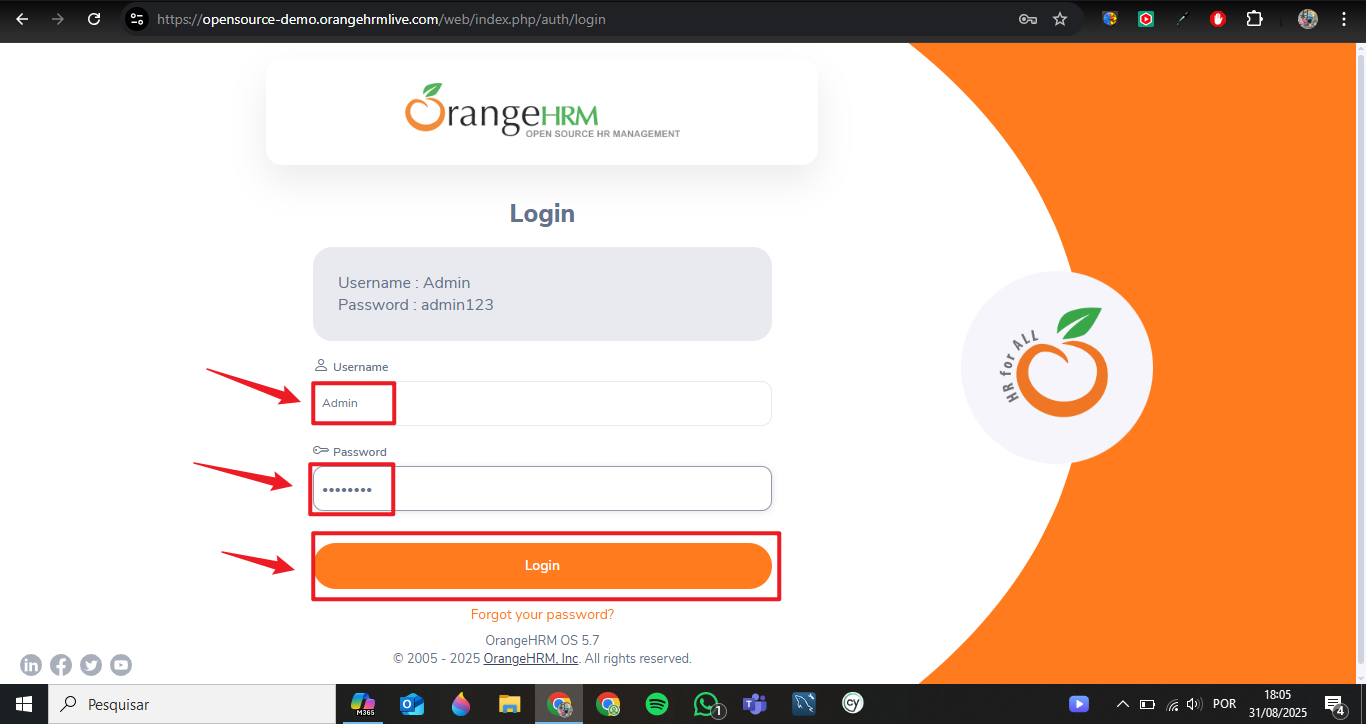 https://opensource-demo.orangehrmlive.com/web/index.php/auth/login
OrangeHRM
OPEN SOURCE HR MANAGEMENT
Login
Username : Admin
Password : admin123
Username
Admin
Password
••••••••
Login
Forgot your password?
OrangeHRM OS 5.7
© 2005 - 2025 OrangeHRM, Inc. All rights reserved.
HR for ALL
Pesquisar
M365
1
POR
18:05
31/08/2025
4